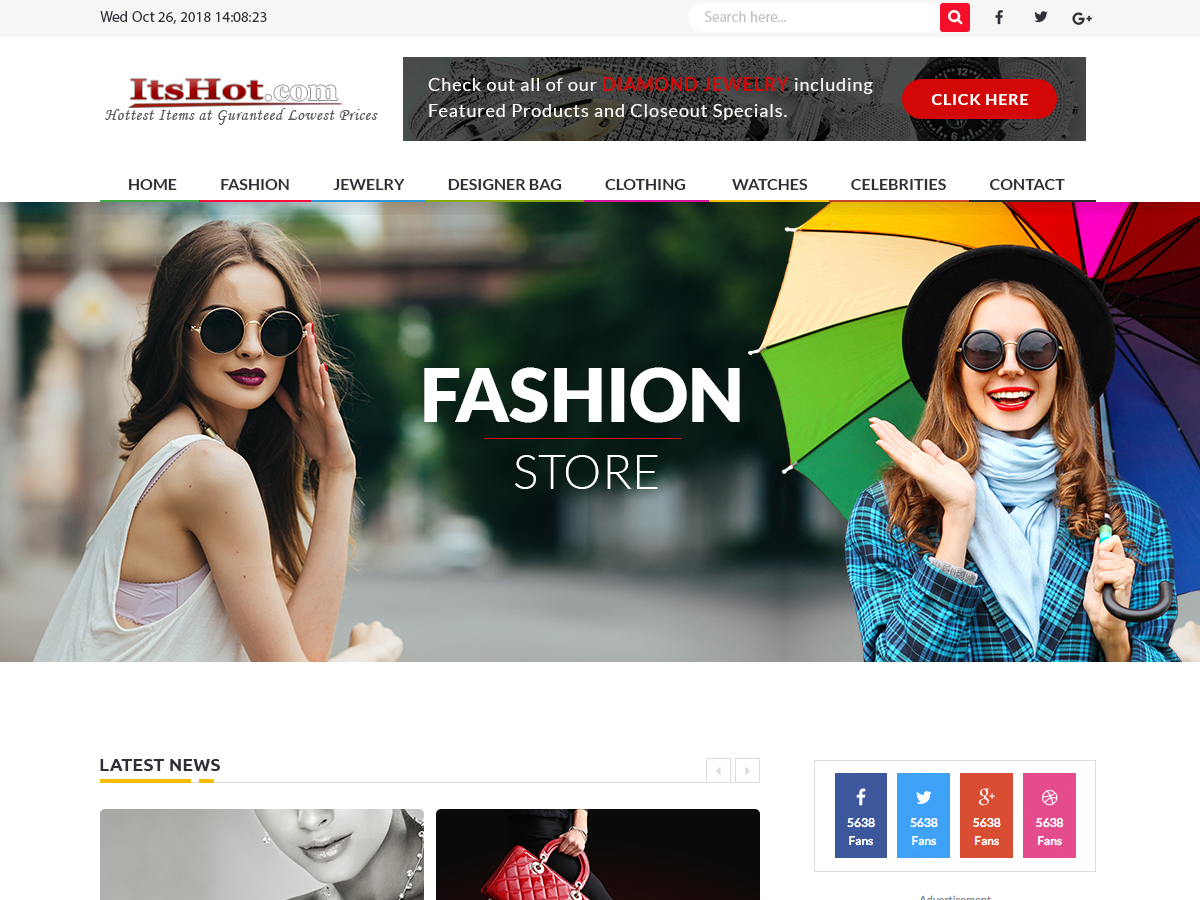 Wed Oct 26, 2018 14:08:23
Search here...
ItsHot.com
Hottest Items at Guranteed Lowest Prices
Check out all of our DIAMOND JEWELRY including
Featured Products and Closeout Specials.
CLICK HERE
HOME FASHION JEWELRY DESIGNER BAG CLOTHING WATCHES CELEBRITIES CONTACT
FASHION
STORE
LATEST NEWS
5638 5638 5638 5638
Fans Fans Fans Fans
Advertisement